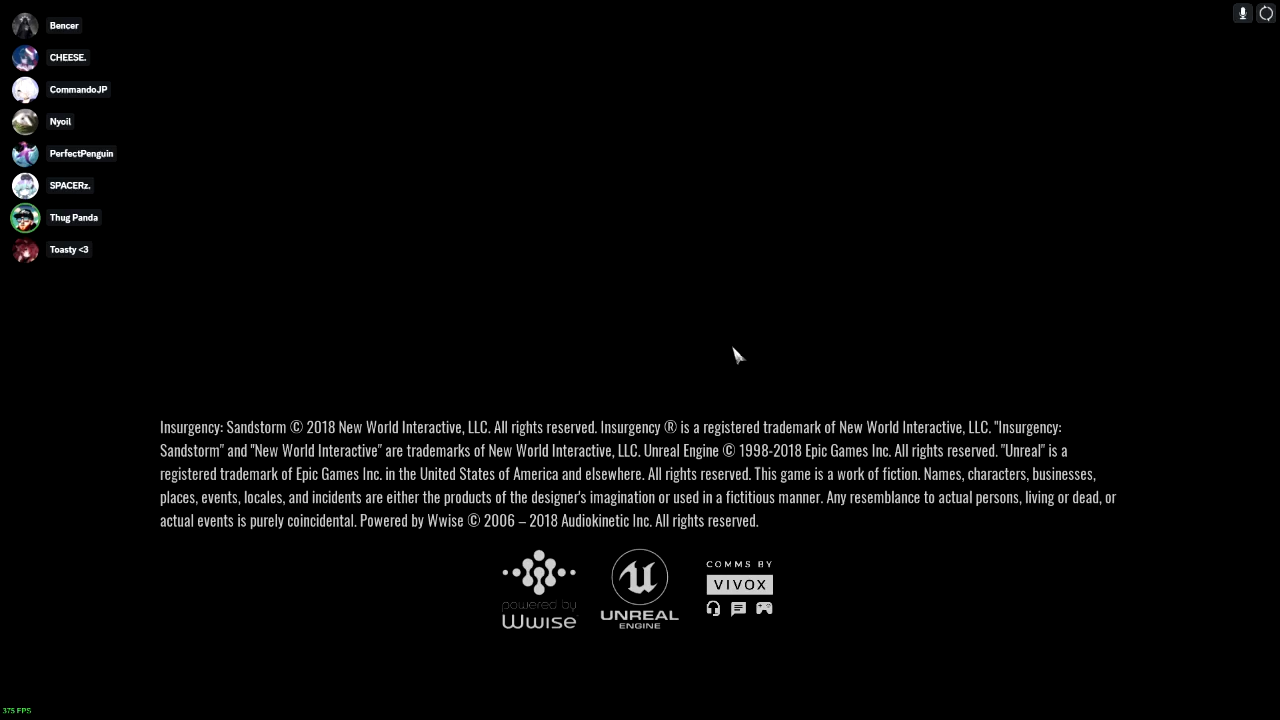 Bencer
CHEESE.
CommandoJP
Nyoil
PerfectPenguin
SPACERz.
Thug Panda
Toasty <3
Insurgency: Sandstorm © 2018 New World Interactive, LLC. All rights reserved. Insurgency ® is a registered trademark of New World Interactive, LLC. "Insurgency:
Sandstorm" and "New World Interactive" are trademarks of New World Interactive, LLC. Unreal Engine © 1998-2018 Epic Games Inc. All rights reserved. "Unreal" is a
registered trademark of Epic Games Inc. in the United States of America and elsewhere. All rights reserved. This game is a work of fiction. Names, characters, businesses,
places, events, locales, and incidents are either the products of the designer's imagination or used in a fictitious manner. Any resemblance to actual persons, living or dead, or
actual events is purely coincidental. Powered by Wwise © 2006 – 2018 Audiokinetic Inc. All rights reserved.
powered by
Wwise
UNREAL
ENGINE
COMMS BY
VIVOX
375 FPS